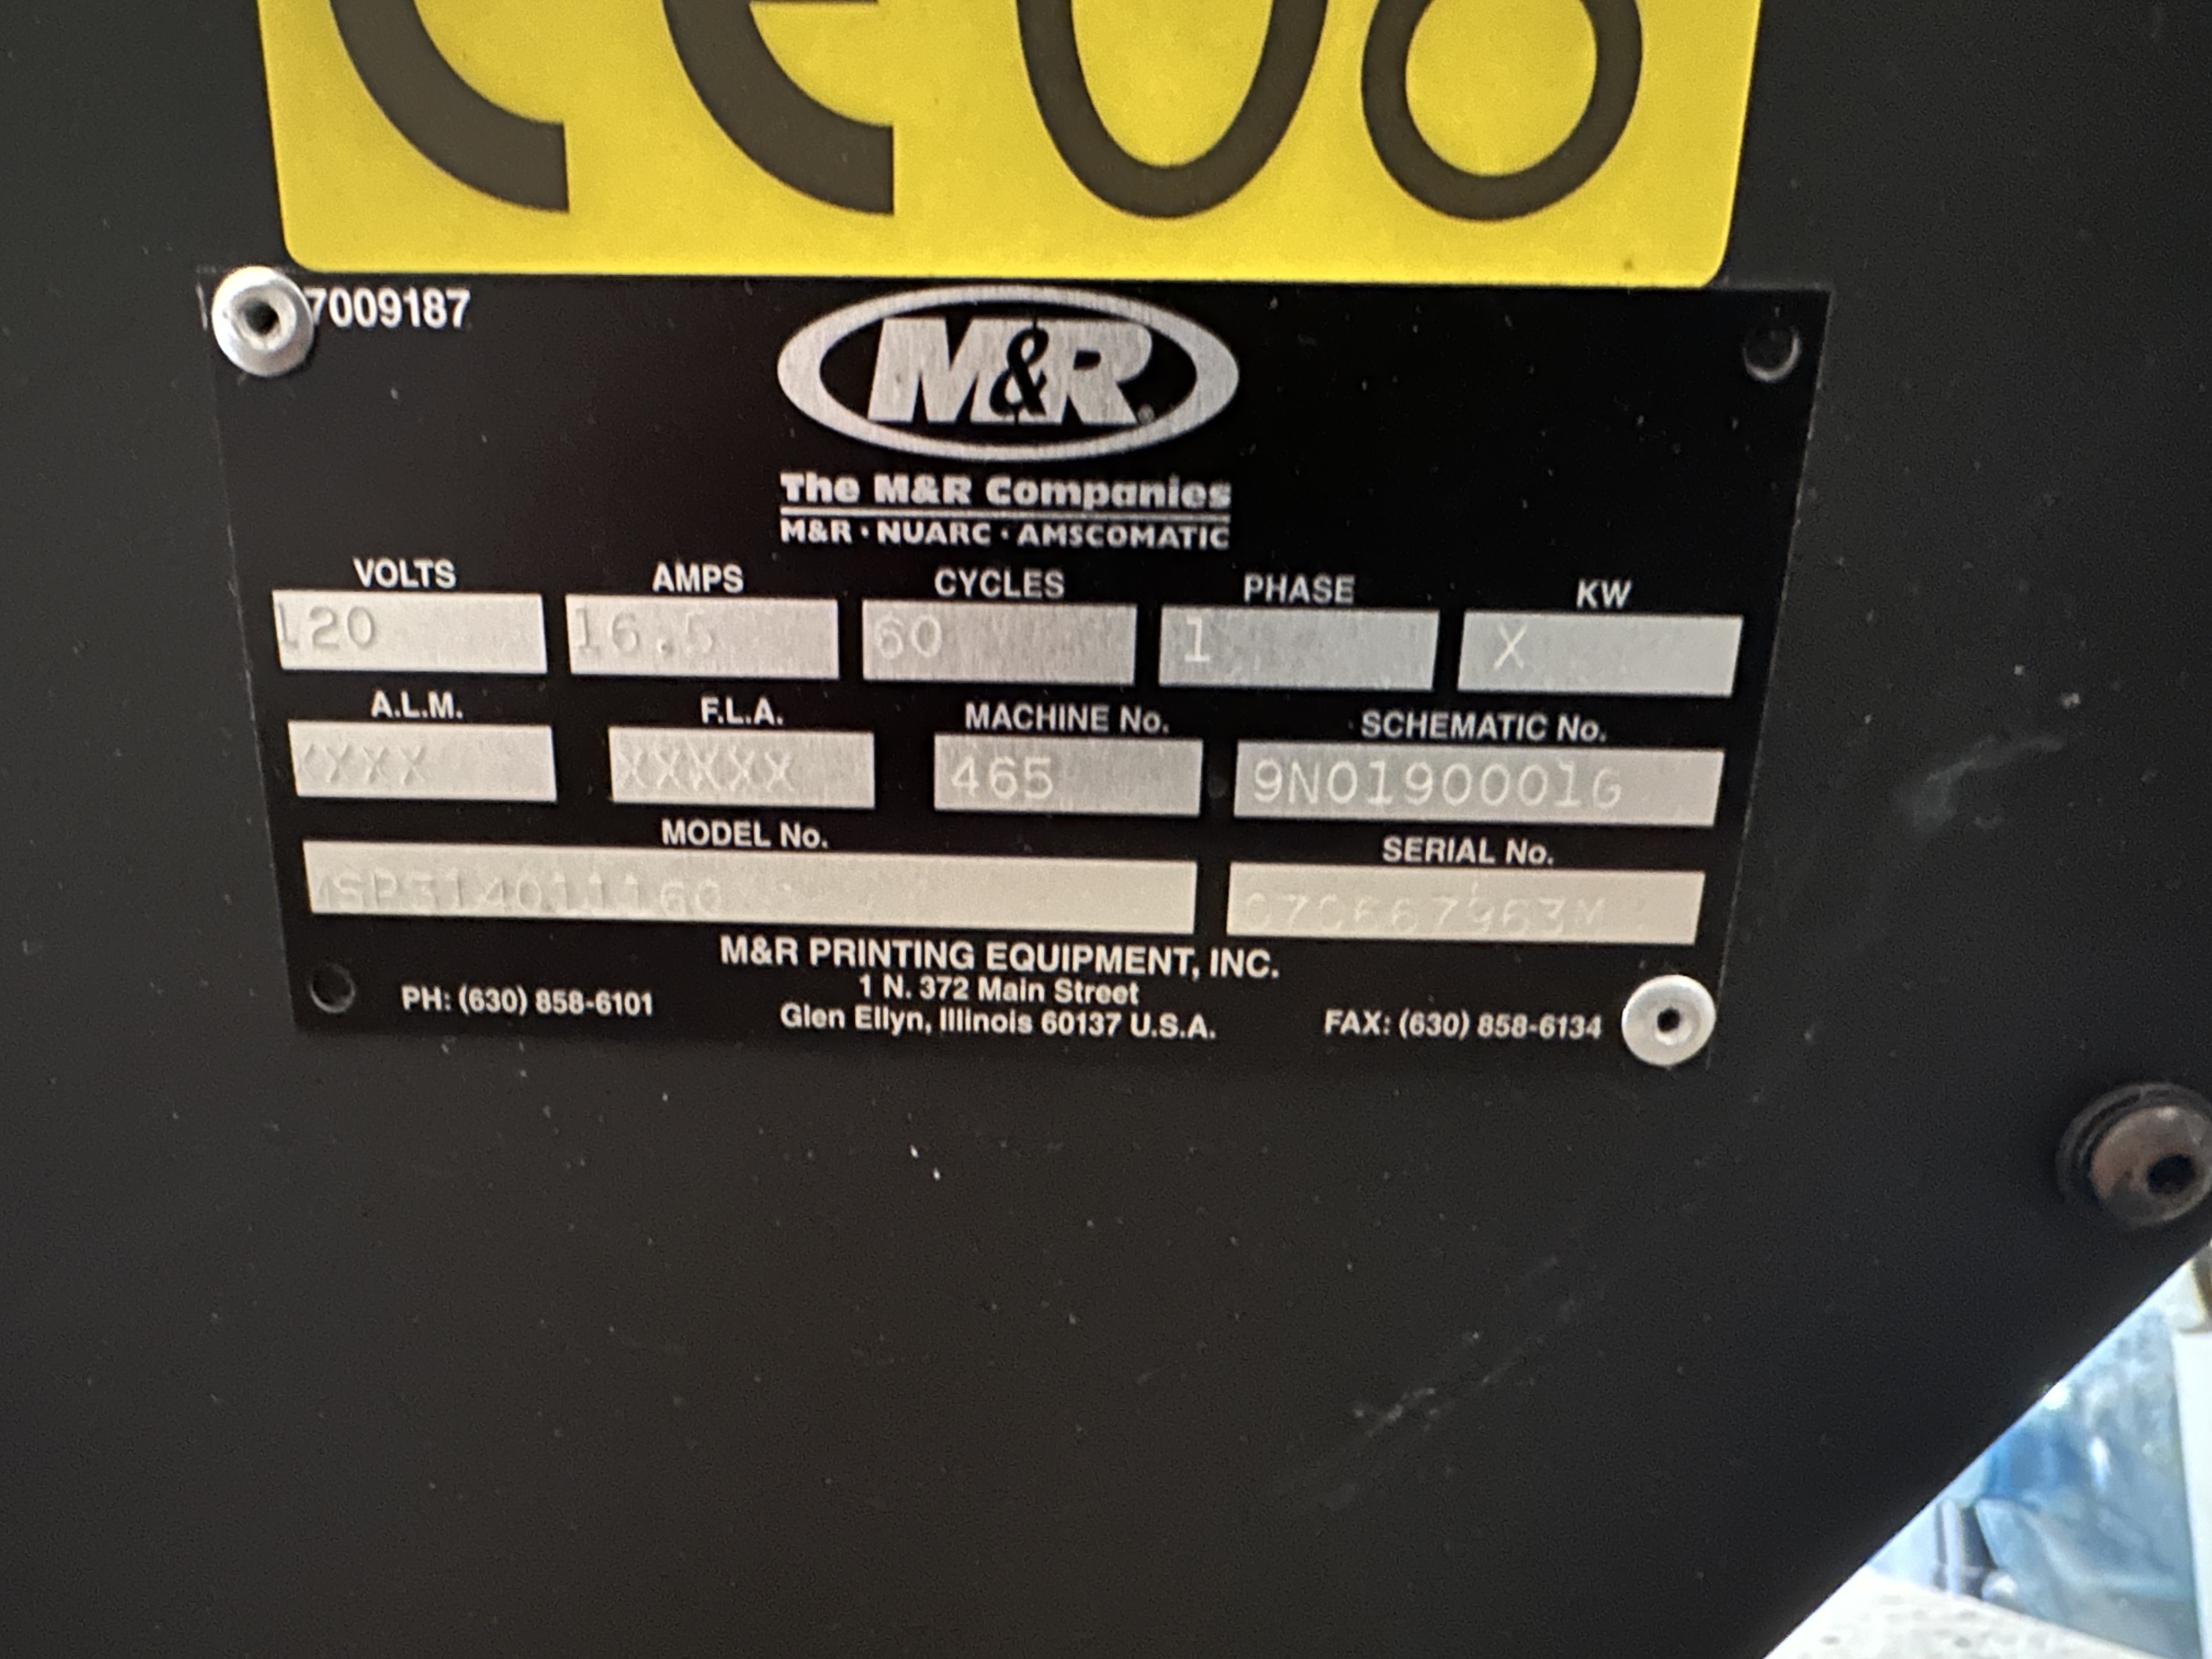 7009187
M&R
The M&R Companies
M&R · NUARC · AMSCOMATIC
VOLTS AMPS CYCLES PHASE KW
120 16.5 60 1 X
A.L.M. F.L.A. MACHINE No. SCHEMATIC No.
XXXXX 465 9N0190001G
MODEL No. SERIAL No.
M&R PRINTING EQUIPMENT, INC.
1 N. 372 Main Street
PH: (630) 858-6101 Glen Ellyn, Illinois 60137 U.S.A. FAX: (630) 858-6134